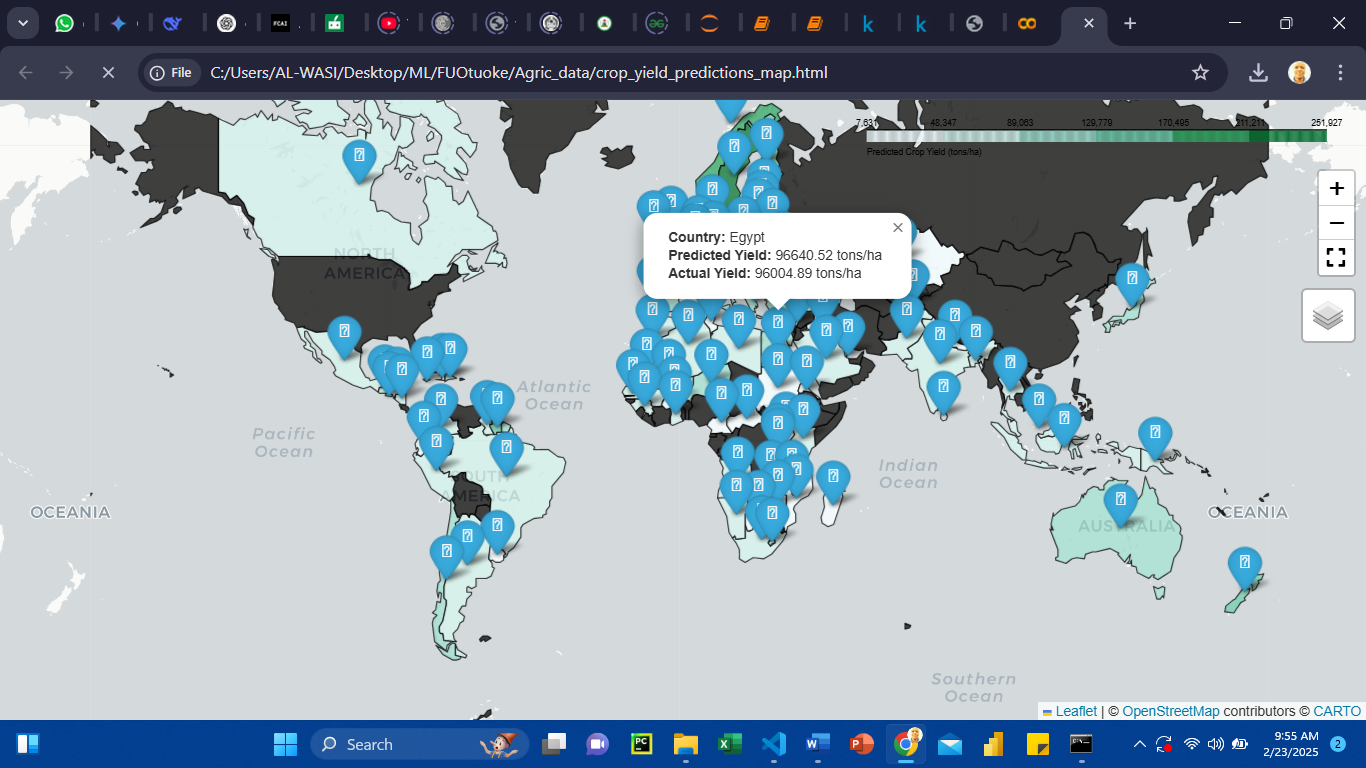 FCAI
k
k
File
C:/Users/AL-WASI/Desktop/ML/FUOtuoke/Agric_data/crop_yield_predictions_map.html
7,631 48,347 89,063 129,779 170,495 211,211 251,927
Predicted Crop Yield (tons/ha)
Country: Egypt
Predicted Yield: 96640.52 tons/ha
Actual Yield: 96004.89 tons/ha
NORTH
AMERICA
Atlantic
Ocean
Pacific
Ocean
Indian
Ocean
SOUTH
AMERICA
OCEANIA
AUSTRALIA
OCEANIA
Southern
Ocean
Leaflet | © OpenStreetMap contributors © CARTO
Search
PC
9:55 AM
2/23/2025
2